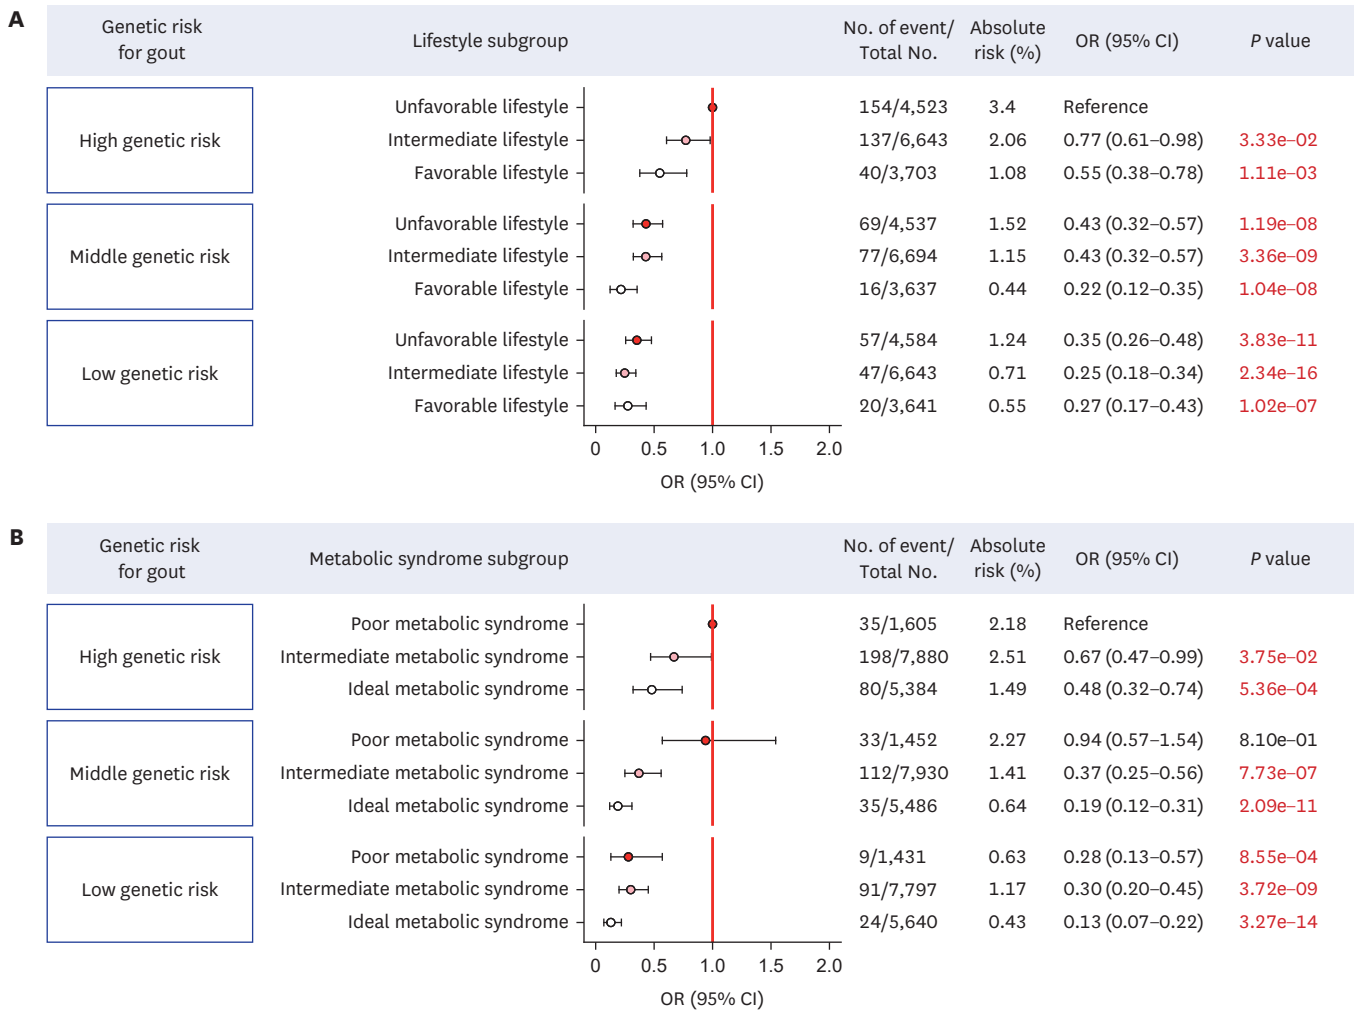 A
Genetic risk for gout Lifestyle subgroup No. of event/ Total No. Absolute risk (%) OR (95% CI) P value
High genetic risk
Unfavorable lifestyle 154/4,523 3.4 Reference
Intermediate lifestyle 137/6,643 2.06 0.77 (0.61–0.98) 3.33e–02
Favorable lifestyle 40/3,703 1.08 0.55 (0.38–0.78) 1.11e–03
Middle genetic risk
Unfavorable lifestyle 69/4,537 1.52 0.43 (0.32–0.57) 1.19e–08
Intermediate lifestyle 77/6,694 1.15 0.43 (0.32–0.57) 3.36e–09
Favorable lifestyle 16/3,637 0.44 0.22 (0.12–0.35) 1.04e–08
Low genetic risk
Unfavorable lifestyle 57/4,584 1.24 0.35 (0.26–0.48) 3.83e–11
Intermediate lifestyle 47/6,643 0.71 0.25 (0.18–0.34) 2.34e–16
Favorable lifestyle 20/3,641 0.55 0.27 (0.17–0.43) 1.02e–07
0 0.5 1.0 1.5 2.0
OR (95% CI)
B
Genetic risk for gout Metabolic syndrome subgroup No. of event/ Total No. Absolute risk (%) OR (95% CI) P value
High genetic risk
Poor metabolic syndrome 35/1,605 2.18 Reference
Intermediate metabolic syndrome 198/7,880 2.51 0.67 (0.47–0.99) 3.75e–02
Ideal metabolic syndrome 80/5,384 1.49 0.48 (0.32–0.74) 5.36e–04
Middle genetic risk
Poor metabolic syndrome 33/1,452 2.27 0.94 (0.57–1.54) 8.10e–01
Intermediate metabolic syndrome 112/7,930 1.41 0.37 (0.25–0.56) 7.73e–07
Ideal metabolic syndrome 35/5,486 0.64 0.19 (0.12–0.31) 2.09e–11
Low genetic risk
Poor metabolic syndrome 9/1,431 0.63 0.28 (0.13–0.57) 8.55e–04
Intermediate metabolic syndrome 91/7,797 1.17 0.30 (0.20–0.45) 3.72e–09
Ideal metabolic syndrome 24/5,640 0.43 0.13 (0.07–0.22) 3.27e–14
0 0.5 1.0 1.5 2.0
OR (95% CI)